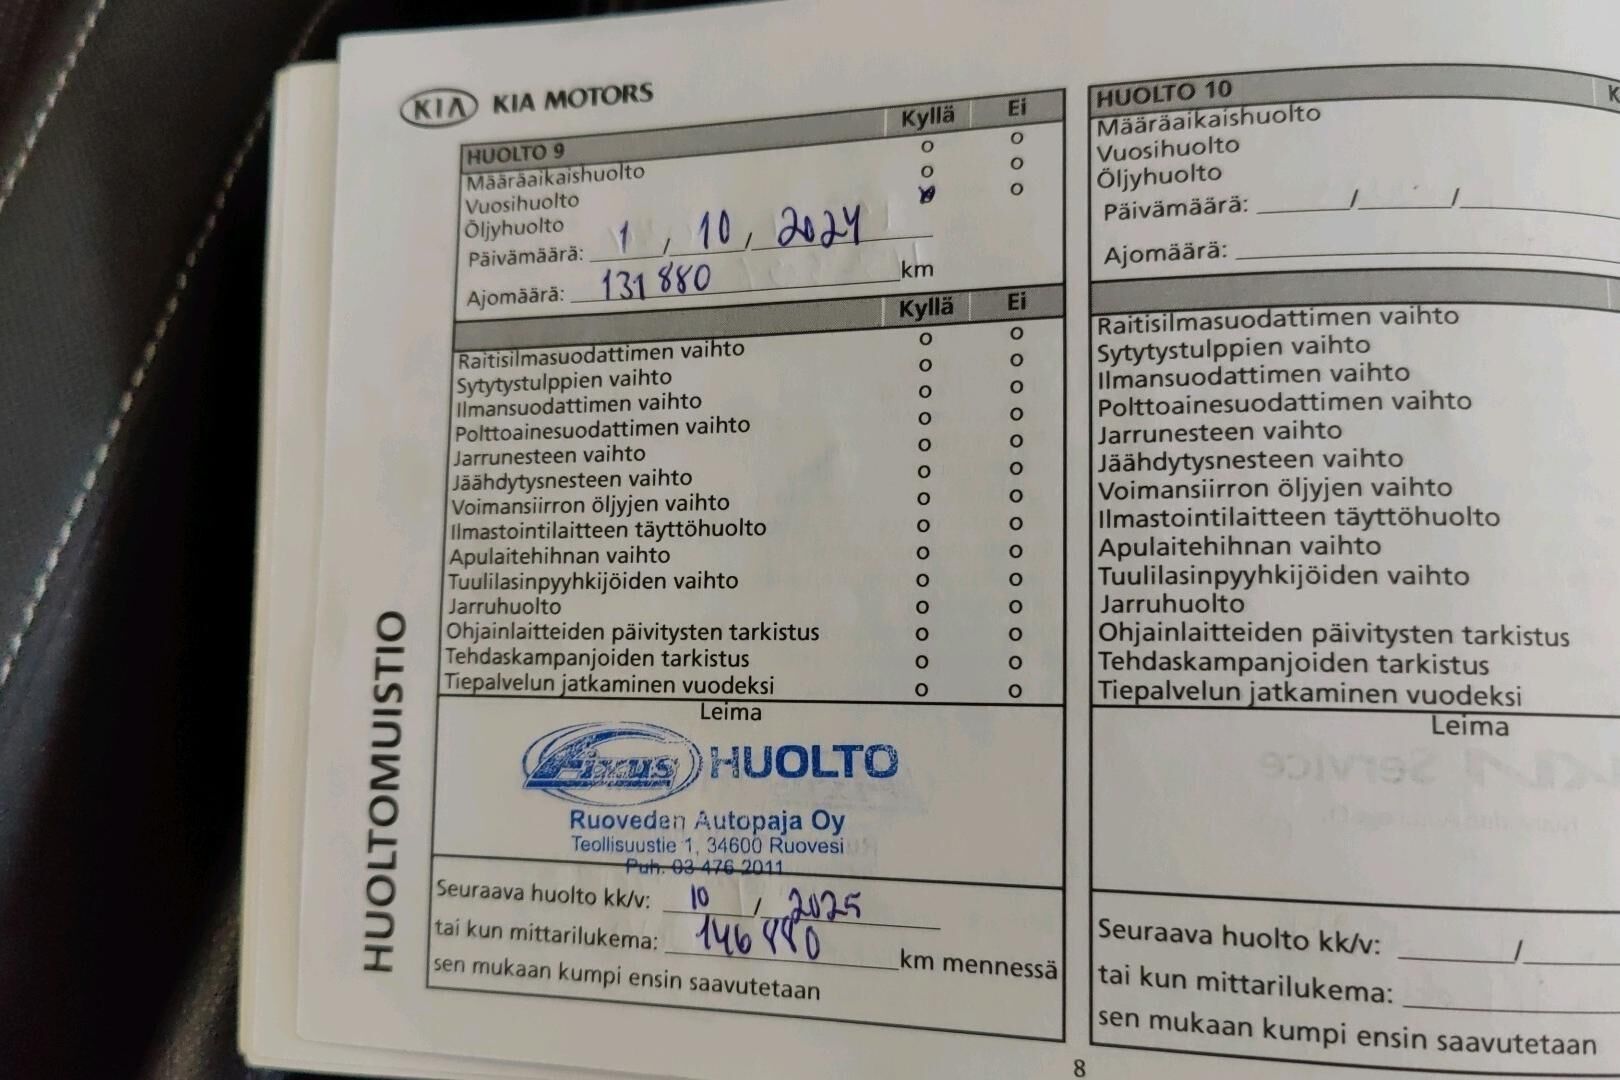 KIA KIA MOTORS
HUOLTOMUISTIO
HUOLTO 9 Kyllä Ei
Määräaikaishuolto o o
Vuosihuolto o o
Öljyhuolto o
Päivämäärä: 1 / 10 / 2024
Ajomäärä: 131 880 km
Kyllä Ei
Raitisilmasuodattimen vaihto o o
Sytytystulppien vaihto o o
Ilmansuodattimen vaihto o o
Polttoainesuodattimen vaihto o o
Jarrunesteen vaihto o o
Jäähdytysnesteen vaihto o o
Voimansiirron öljyjen vaihto o o
Ilmastointilaitteen täyttöhuolto o o
Apulaitehihnan vaihto o o
Tuulilasinpyyhkijöiden vaihto o o
Jarruhuolto o o
Ohjainlaitteiden päivitysten tarkistus o o
Tehdaskampanjoiden tarkistus o o
Tiepalvelun jatkaminen vuodeksi o o
Leima
Fixus HUOLTO
Ruoveden Autopaja Oy
Teollisuustie 1, 34600 Ruovesi
Puh. 03 476 2011
Seuraava huolto kk/v: 10 / 2025
tai kun mittarilukema: 146 880 km mennessä
sen mukaan kumpi ensin saavutetaan
HUOLTO 10 K
Määräaikaishuolto
Vuosihuolto
Öljyhuolto
Päivämäärä: / /
Ajomäärä:
Raitisilmasuodattimen vaihto
Sytytystulppien vaihto
Ilmansuodattimen vaihto
Polttoainesuodattimen vaihto
Jarrunesteen vaihto
Jäähdytysnesteen vaihto
Voimansiirron öljyjen vaihto
Ilmastointilaitteen täyttöhuolto
Apulaitehihnan vaihto
Tuulilasinpyyhkijöiden vaihto
Jarruhuolto
Ohjainlaitteiden päivitysten tarkistus
Tehdaskampanjoiden tarkistus
Tiepalvelun jatkaminen vuodeksi
Leima
Seuraava huolto kk/v: /
tai kun mittarilukema:
sen mukaan kumpi ensin saavutetaan
8